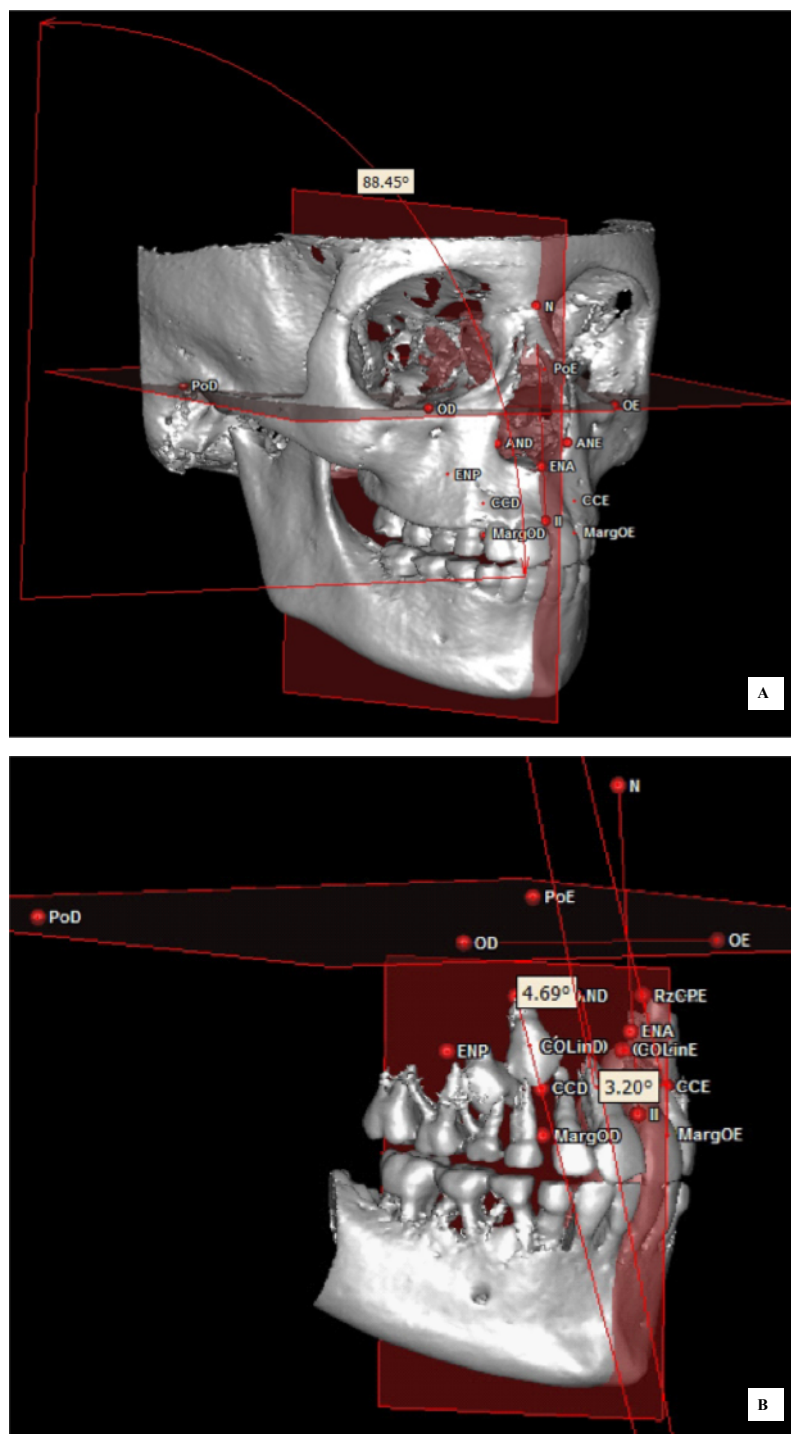 88.45°
N
PoE
PoD
OD
OE
AND
ANE
ENA
ENP
CCD
CCE
II
MargOD
MargOE
A
N
PoE
PoD
OD
OE
4.69°
AND
ENA
ENP
COLinD)
(COLinE
3.20°
CCD
CCE
II
MargOD
MargOE
B